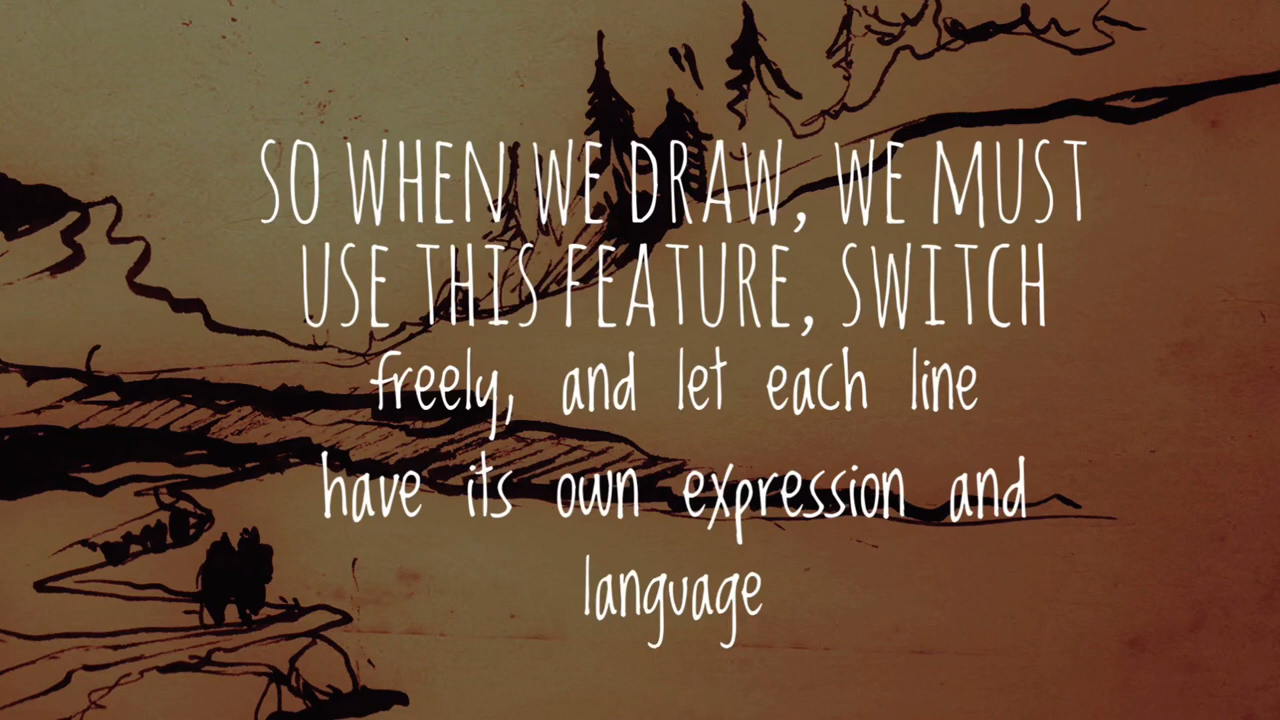 SO WHEN WE DRAW, WE MUST
USE THIS FEATURE, SWITCH
freely, and let each line
have its own expression and
language